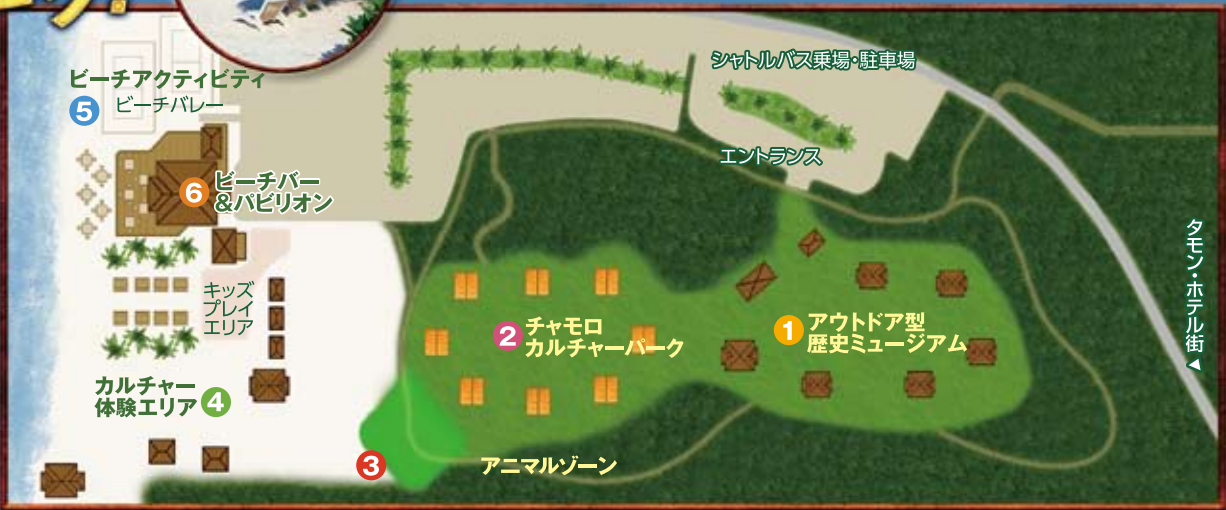 シャトルバス乗場・駐車場
ビーチアクティビティ
5 ビーチバレー
エントランス
6 ビーチバー
&パビリオン
タモン・ホテル街▼
キッズ
プレイ
エリア
2 チャモロ
カルチャーパーク
1 アウトドア型
歴史ミュージアム
カルチャー
体験エリア 4
3 アニマルゾーン